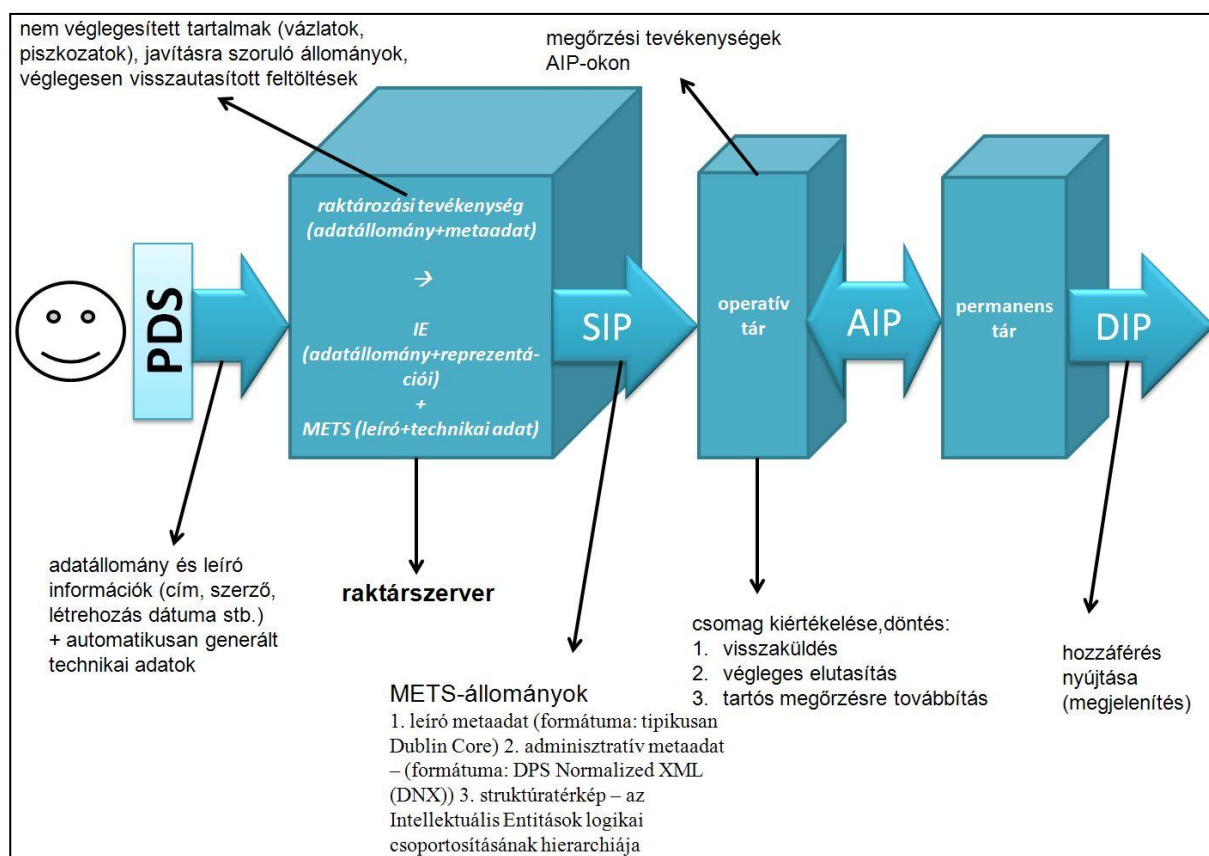 nem véglegesített tartalmak (vázlatok,
piszkozatok), javításra szoruló állományok,
véglegesen visszautasított feltöltések
megőrzési tevékenységek
AIP-okon
raktározási tevékenység
(adatállomány+metaadat)
→
IE
(adatállomány+reprezentá-
ciói)
+
METS (leíró+technikai adat)
PDS
SIP
operatív
tár
AIP
permanens
tár
DIP
adatállomány és leíró
információk (cím, szerző,
létrehozás dátuma stb.)
+ automatikusan generált
technikai adatok
raktárszerver
METS-állományok
1. leíró metaadat (formátuma: tipikusan
Dublin Core) 2. adminisztratív metaadat
– (formátuma: DPS Normalized XML
(DNX)) 3. struktúratérkép – az
Intellektuális Entitások logikai
csoportosításának hierarchiája
csomag kiértékelése,döntés:
1. visszaküldés
2. végleges elutasítás
3. tartós megőrzésre továbbítás
hozzáférés
nyújtása
(megjelenítés)